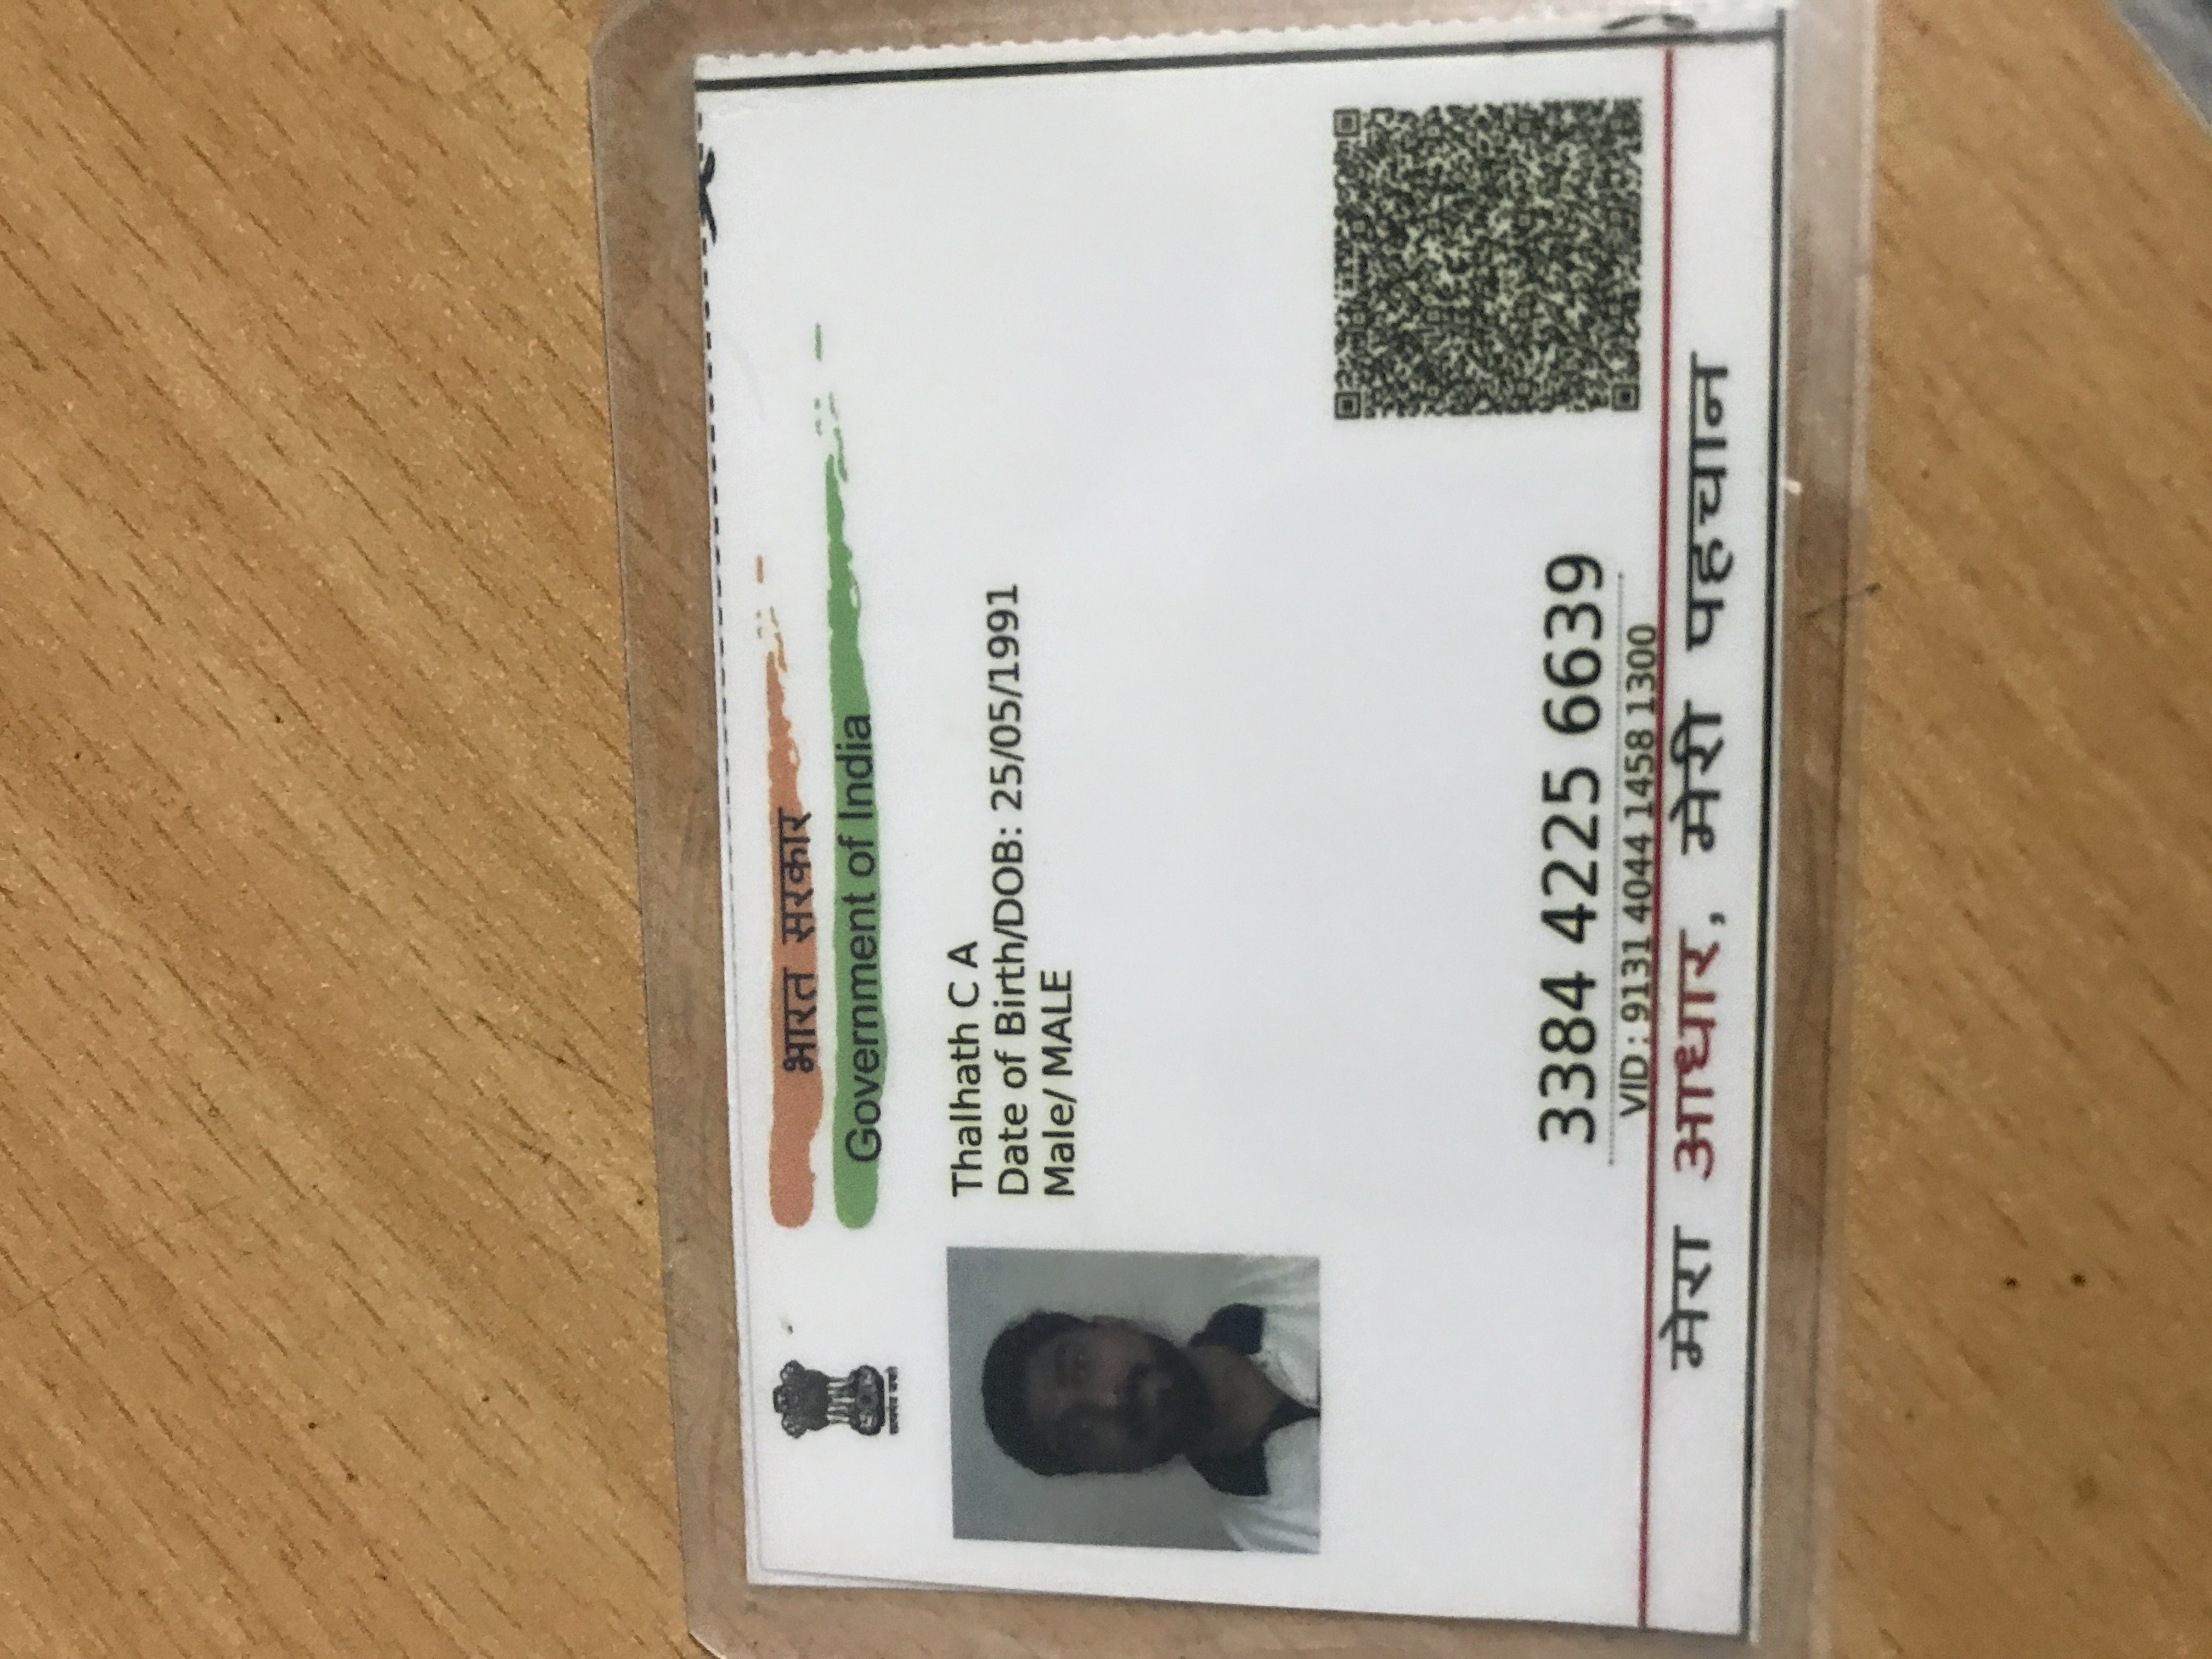 भारत सरकार
Government of India
सत्यमेव जयते
Thalhath C A
Date of Birth/DOB: 25/05/1991
Male/ MALE
3384 4225 6639
VID : 9131 4044 1458 1300
मेरा आधार, मेरी पहचान